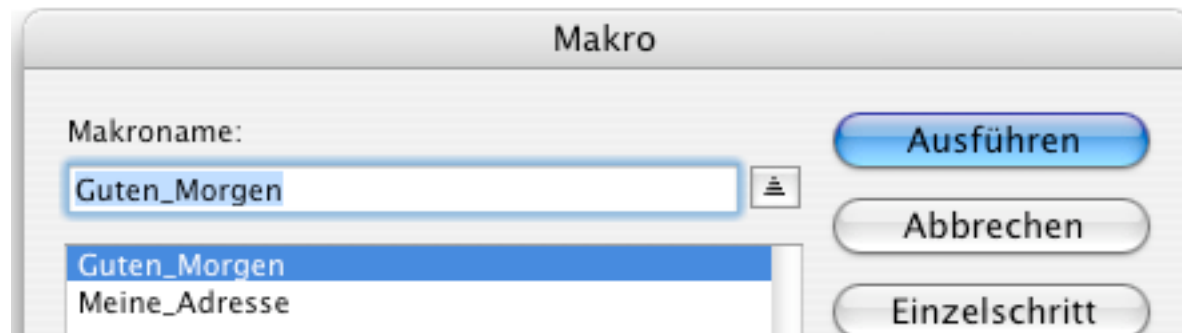 Makro
Makroname:
Guten_Morgen
Guten_Morgen
Meine_Adresse
Ausführen
Abbrechen
Einzelschritt